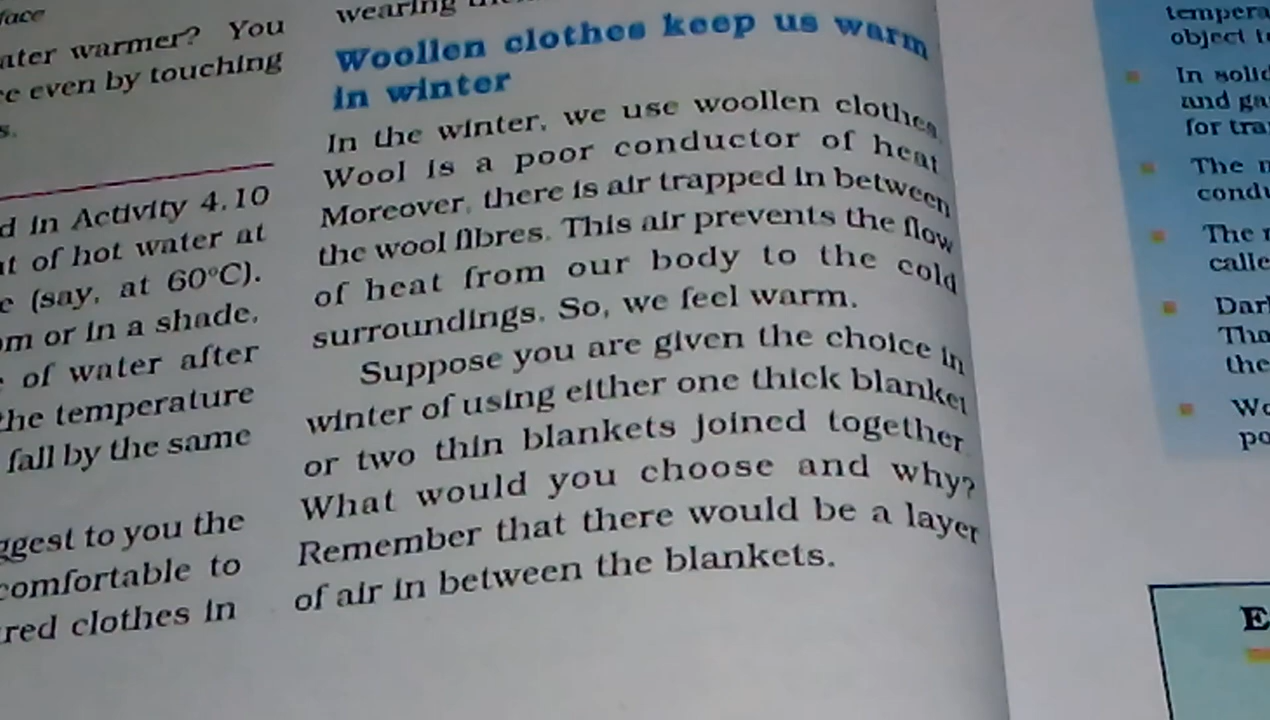 face
ater warmer? You
ce even by touching
s.
d in Activity 4.10
at of hot water at
e (say, at 60°C).
om or in a shade.
of water after
the temperature
fall by the same
ggest to you the
comfortable to
red clothes in
wearing
Woollen clothes keep us warm
in winter
In the winter, we use woollen clothes.
Wool is a poor conductor of heat
Moreover, there is air trapped in between
the wool fibres. This air prevents the flow
of heat from our body to the cold
surroundings. So, we feel warm.
Suppose you are given the choice in
winter of using either one thick blanket
or two thin blankets joined together
What would you choose and why?
Remember that there would be a layer
of air in between the blankets.
tempera
object t
In solid
and ga
for tra
The
condu
The
calle
Dar
Tha
the
Wo
po
E